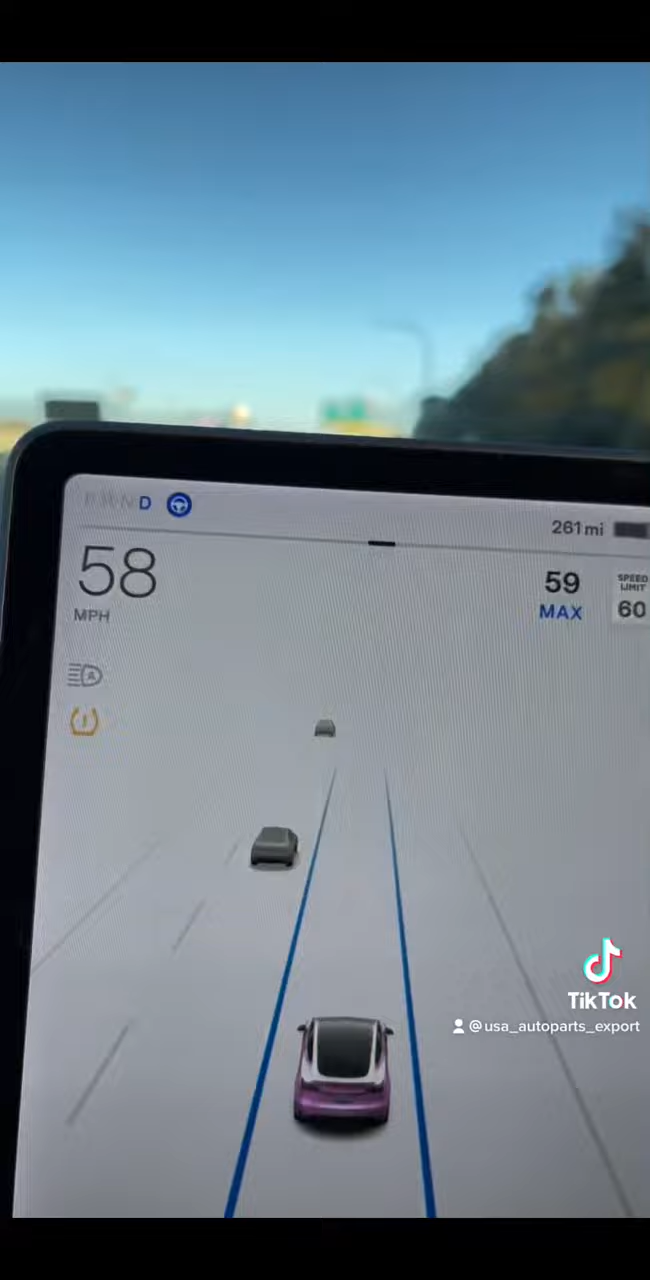 P R N D
261 mi
58
MPH
59
MAX
SPEED
LIMIT
60
A
TikTok
@usa_autoparts_export